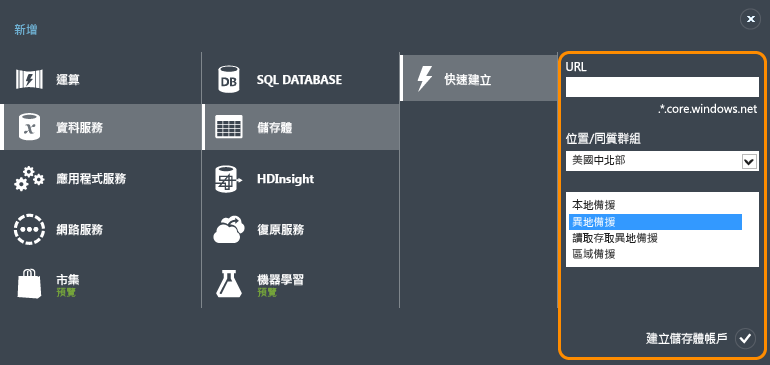 新增
運算
資料服務
應用程式服務
網路服務
市集
預覽
DB
SQL DATABASE
儲存體
HDInsight
復原服務
機器學習
預覽
快速建立
URL
.*.core.windows.net
位置/同質群組
美國中北部
本地備援
異地備援
讀取存取異地備援
區域備援
建立儲存體帳戶